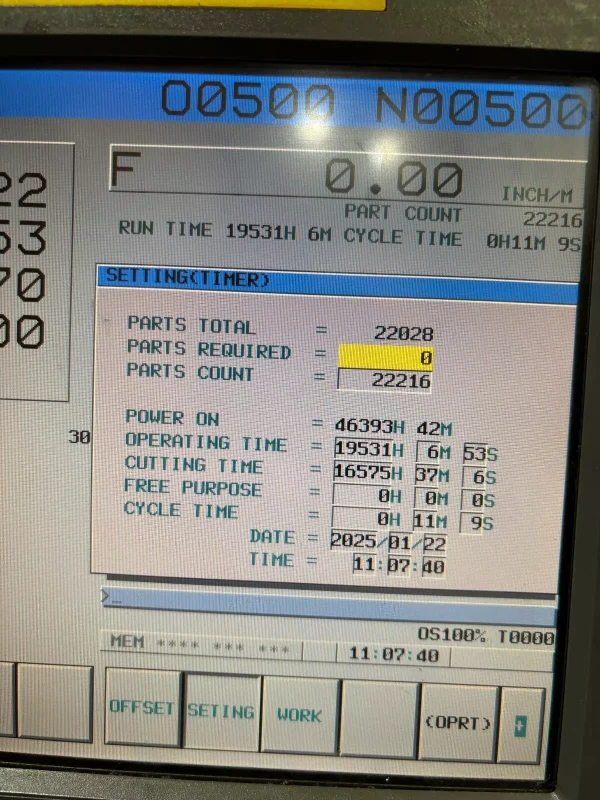 O0500 N00500
F 0.00 INCH/M
PART COUNT 22216
RUN TIME 19531H 6M CYCLE TIME 0H11M 9S
22
53
70
00
30
SETTING(TIMER)
PARTS TOTAL = 22028
PARTS REQUIRED = 0
PARTS COUNT = 22216
POWER ON = 46393H 42M
OPERATING TIME = 19531H 6M 53S
CUTTING TIME = 16575H 37M 6S
FREE PURPOSE = 0H 0M 0S
CYCLE TIME = 0H 11M 9S
DATE = 2025/01/22
TIME = 11:07:40
>_
OS100% T0000
MEM **** *** *** 11:07:40
OFFSET SETING WORK (OPRT) +